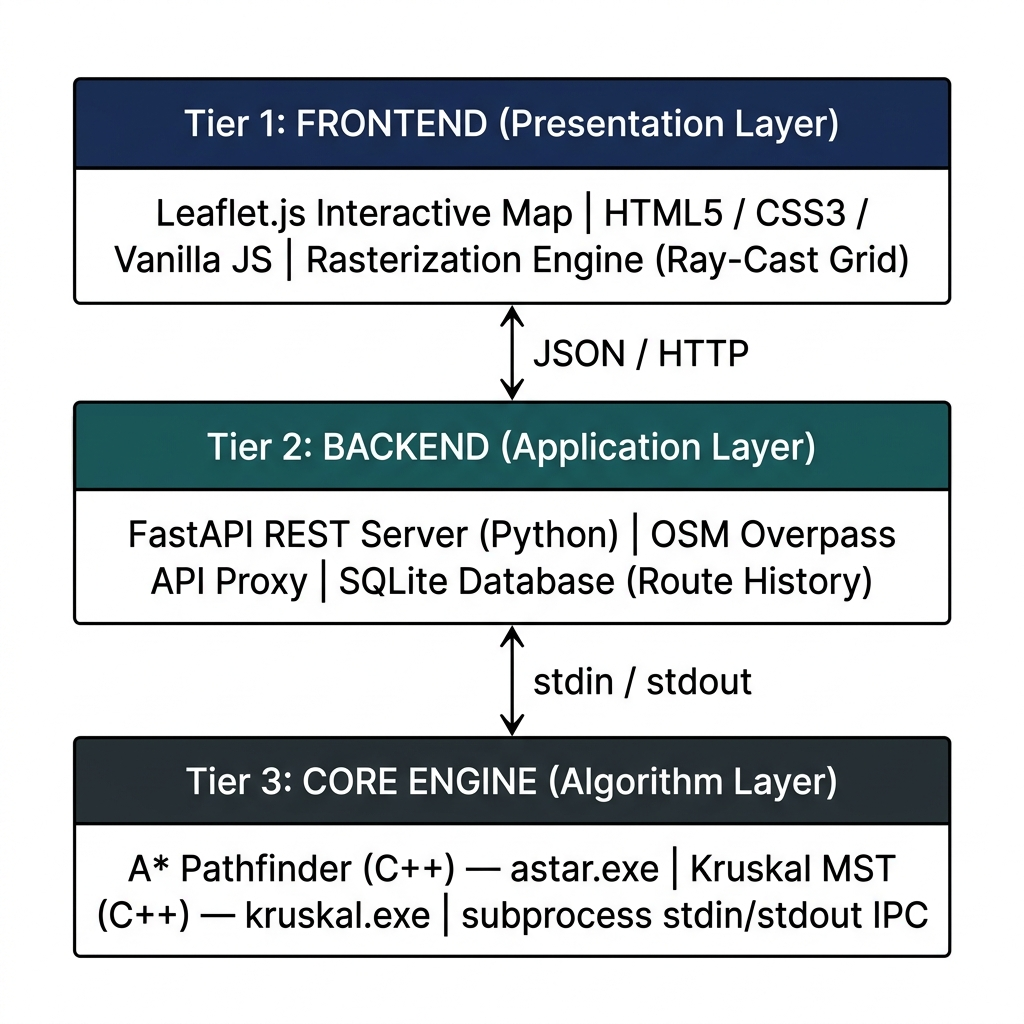 Tier 1: FRONTEND (Presentation Layer)
Leaflet.js Interactive Map | HTML5 / CSS3 /
Vanilla JS | Rasterization Engine (Ray-Cast Grid)
JSON / HTTP
Tier 2: BACKEND (Application Layer)
FastAPI REST Server (Python) | OSM Overpass
API Proxy | SQLite Database (Route History)
stdin / stdout
Tier 3: CORE ENGINE (Algorithm Layer)
A* Pathfinder (C++) — astar.exe | Kruskal MST
(C++) — kruskal.exe | subprocess stdin/stdout IPC